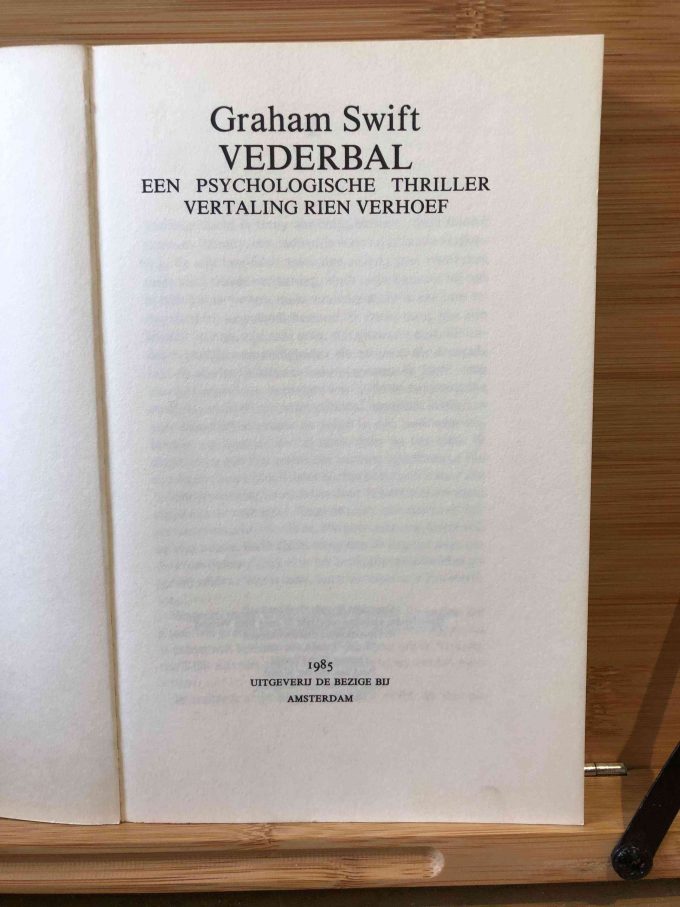 Graham Swift
VEDERBAL
EEN PSYCHOLOGISCHE THRILLER
VERTALING RIEN VERHOEF
1985
UITGEVERIJ DE BEZIGE BIJ
AMSTERDAM